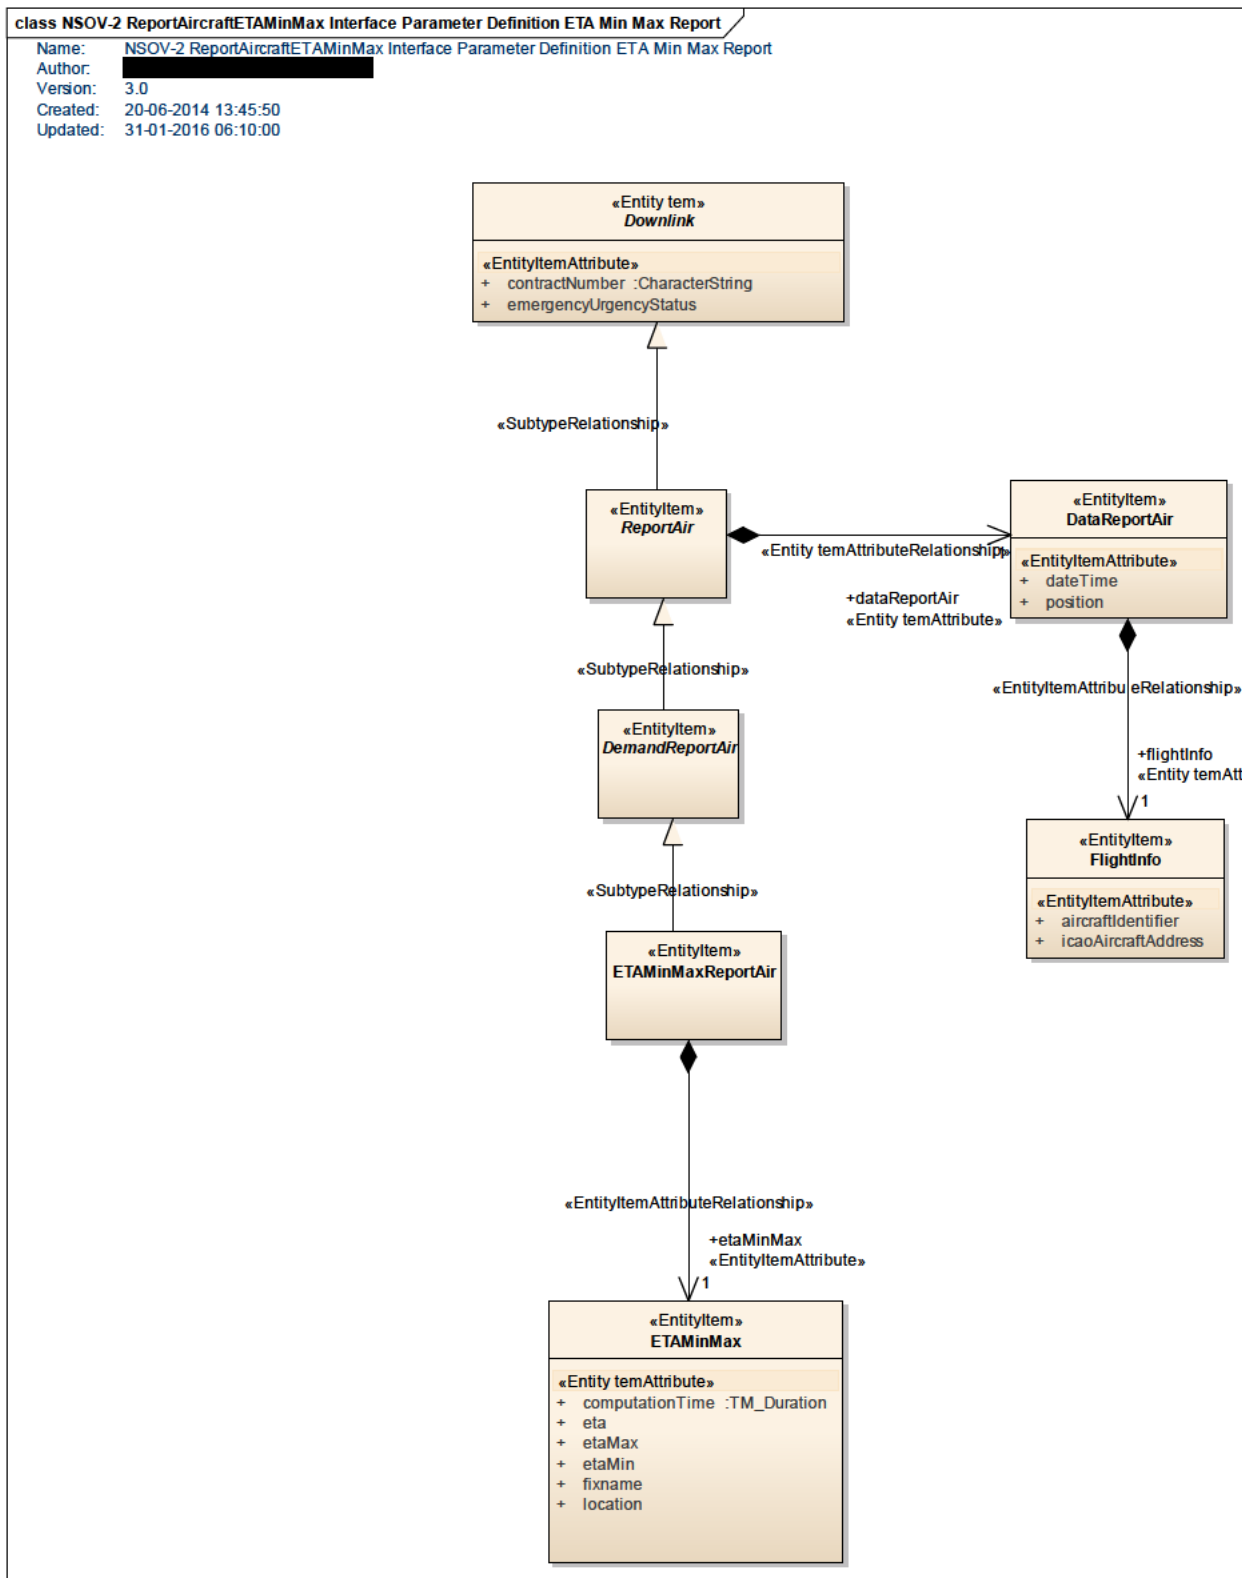 class NSOV-2 ReportAircraftETAMinMax Interface Parameter Definition ETA Min Max Report
Name: NSOV-2 ReportAircraftETAMinMax Interface Parameter Definition ETA Min Max Report
Author:
Version: 3.0
Created: 20-06-2014 13:45:50
Updated: 31-01-2016 06:10:00
«Entity tem»
Downlink
«EntityItemAttribute»
+ contractNumber :CharacterString
+ emergencyUrgencyStatus
«SubtypeRelationship»
«EntityItem»
ReportAir
«Entity temAttributeRelationship»
+dataReportAir
«Entity temAttribute»
«EntityItem»
DataReportAir
«EntityItemAttribute»
+ dateTime
+ position
«SubtypeRelationship»
«EntityItemAttributeRelationship»
«EntityItem»
DemandReportAir
+flightInfo
«Entity temAtt
1
«EntityItem»
FlightInfo
«EntityItemAttribute»
+ aircraftIdentifier
+ icaoAircraftAddress
«SubtypeRelationship»
«EntityItem»
ETAMinMaxReportAir
«EntityItemAttributeRelationship»
+etaMinMax
«EntityItemAttribute»
1
«EntityItem»
ETAMinMax
«Entity temAttribute»
+ computationTime :TM_Duration
+ eta
+ etaMax
+ etaMin
+ fixname
+ location